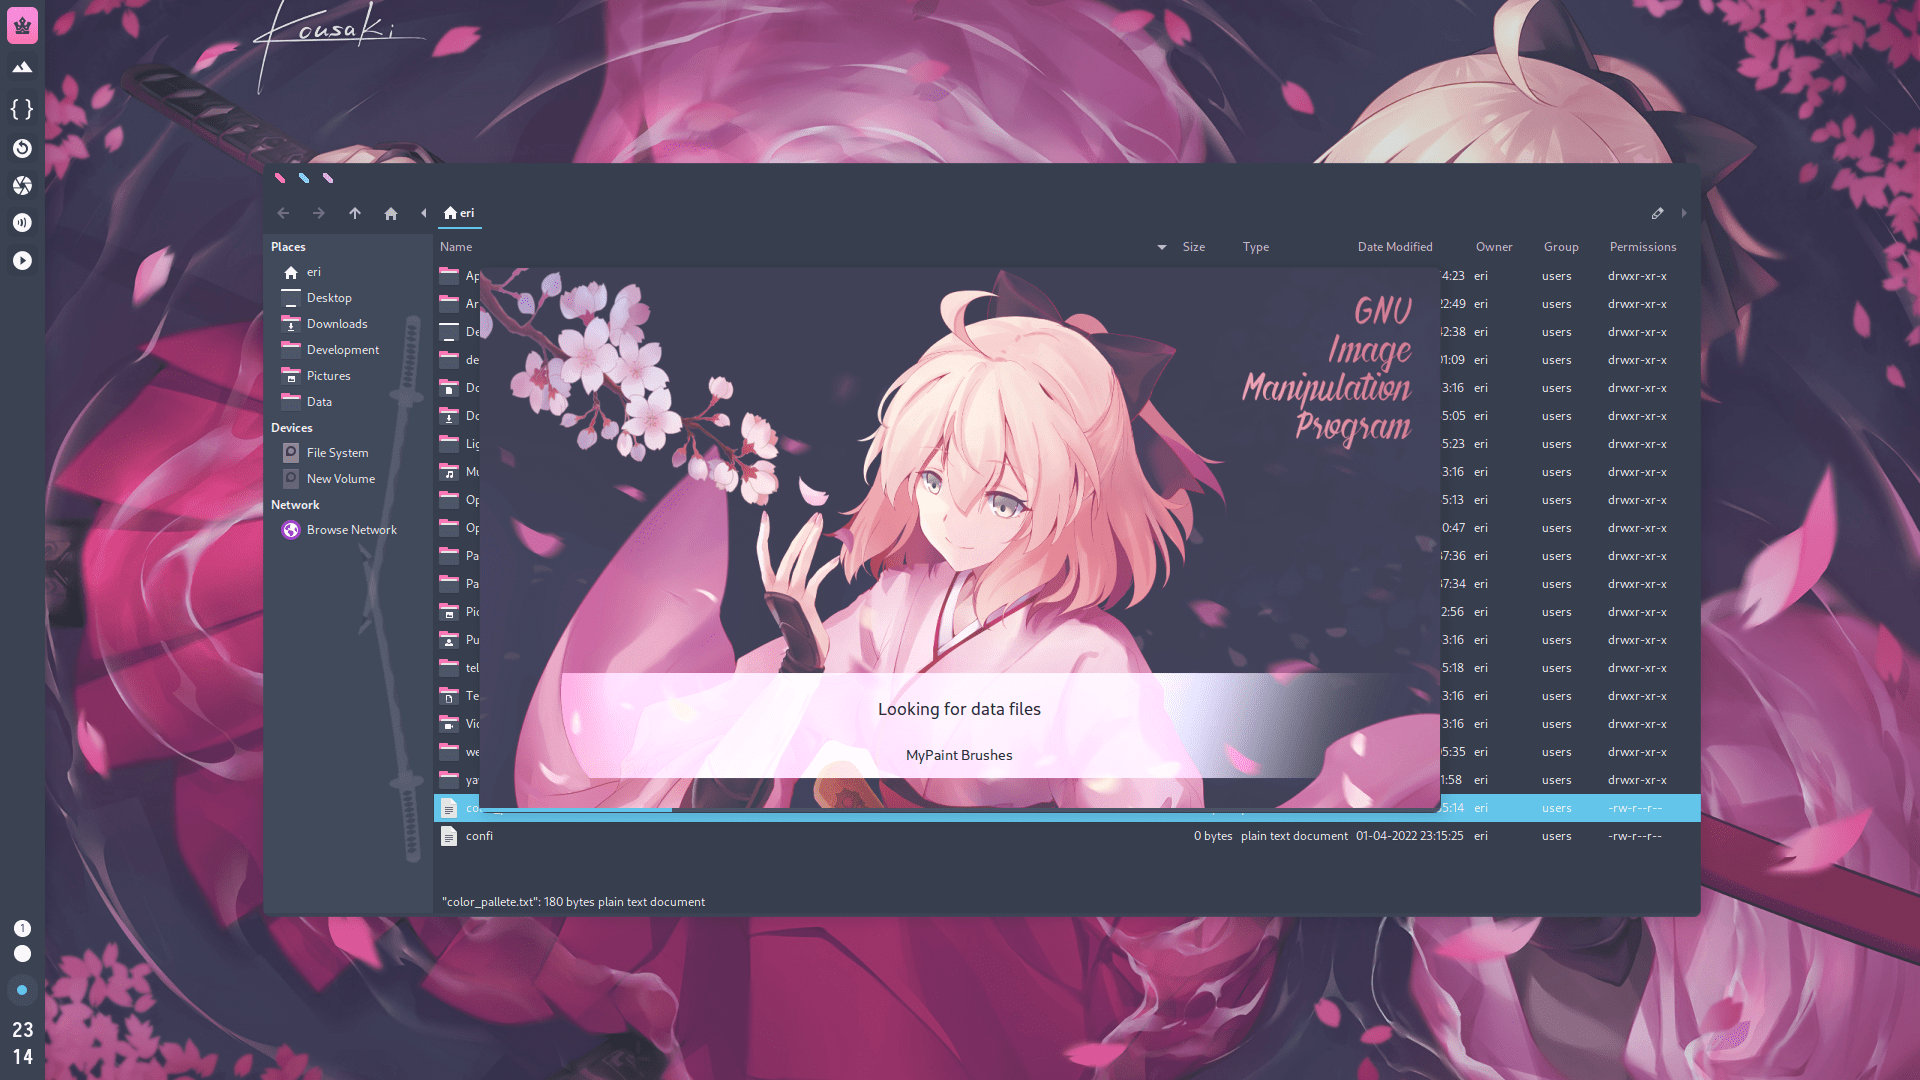 Kousaki
eri
Places
eri
Desktop
Downloads
Development
Pictures
Data
Devices
File System
New Volume
Network
Browse Network
Name Size Type Date Modified Owner Group Permissions
Ap 4:23 eri users drwxr-xr-x
Ar 22:49 eri users drwxr-xr-x
De 42:38 eri users drwxr-xr-x
de 01:09 eri users drwxr-xr-x
Do 3:16 eri users drwxr-xr-x
Do 5:05 eri users drwxr-xr-x
Lig 5:23 eri users drwxr-xr-x
Mu 3:16 eri users drwxr-xr-x
Op 5:13 eri users drwxr-xr-x
Op 0:47 eri users drwxr-xr-x
Pa 37:36 eri users drwxr-xr-x
Pa 37:34 eri users drwxr-xr-x
Pic 2:56 eri users drwxr-xr-x
Pu 3:16 eri users drwxr-xr-x
tel 5:18 eri users drwxr-xr-x
Te 3:16 eri users drwxr-xr-x
Vic 3:16 eri users drwxr-xr-x
we 05:35 eri users drwxr-xr-x
ya 1:58 eri users drwxr-xr-x
co 5:14 eri users -rw-r--r--
confi 0 bytes plain text document 01-04-2022 23:15:25 eri users -rw-r--r--
"color_pallete.txt": 180 bytes plain text document
GNU
Image
Manipulation
Program
Looking for data files
MyPaint Brushes
1
23
14